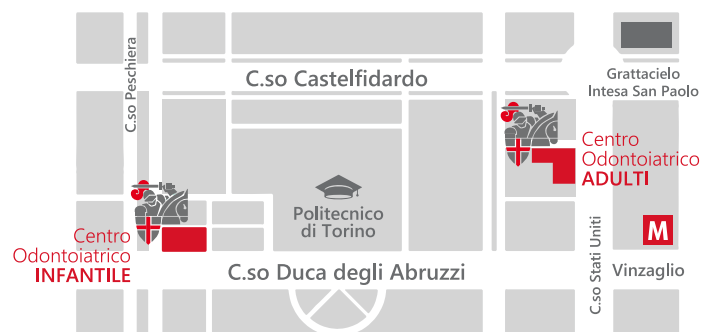 C.so Peschiera
C.so Castelfidardo
Grattacielo
Intesa San Paolo
Centro
Odontoiatrico
ADULTI
Politecnico
di Torino
Centro
Odontoiatrico
INFANTILE
C.so Duca degli Abruzzi
C.so Stati Uniti
M
Vinzaglio